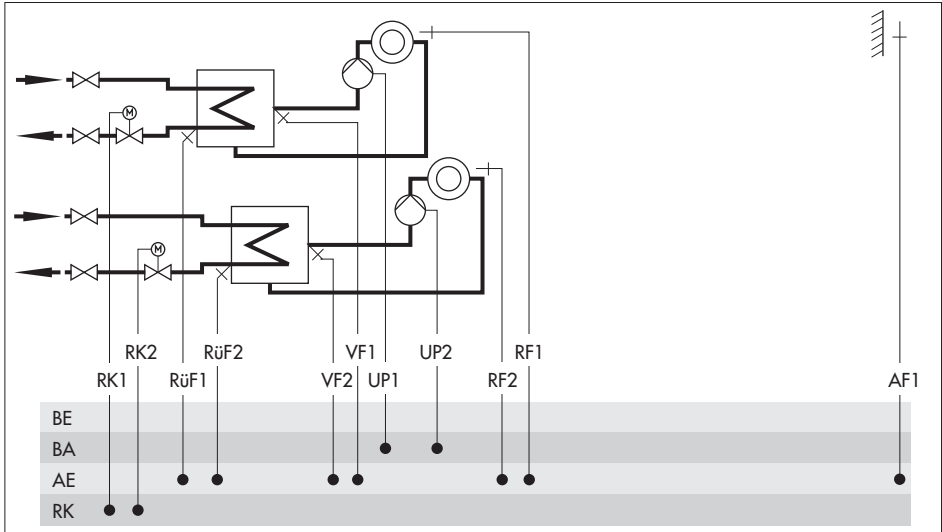 M
M
RK2 RüF2 VF1 UP2 RF1
RK1 RüF1 VF2 UP1 RF2 AF1
BE
BA
AE
RK